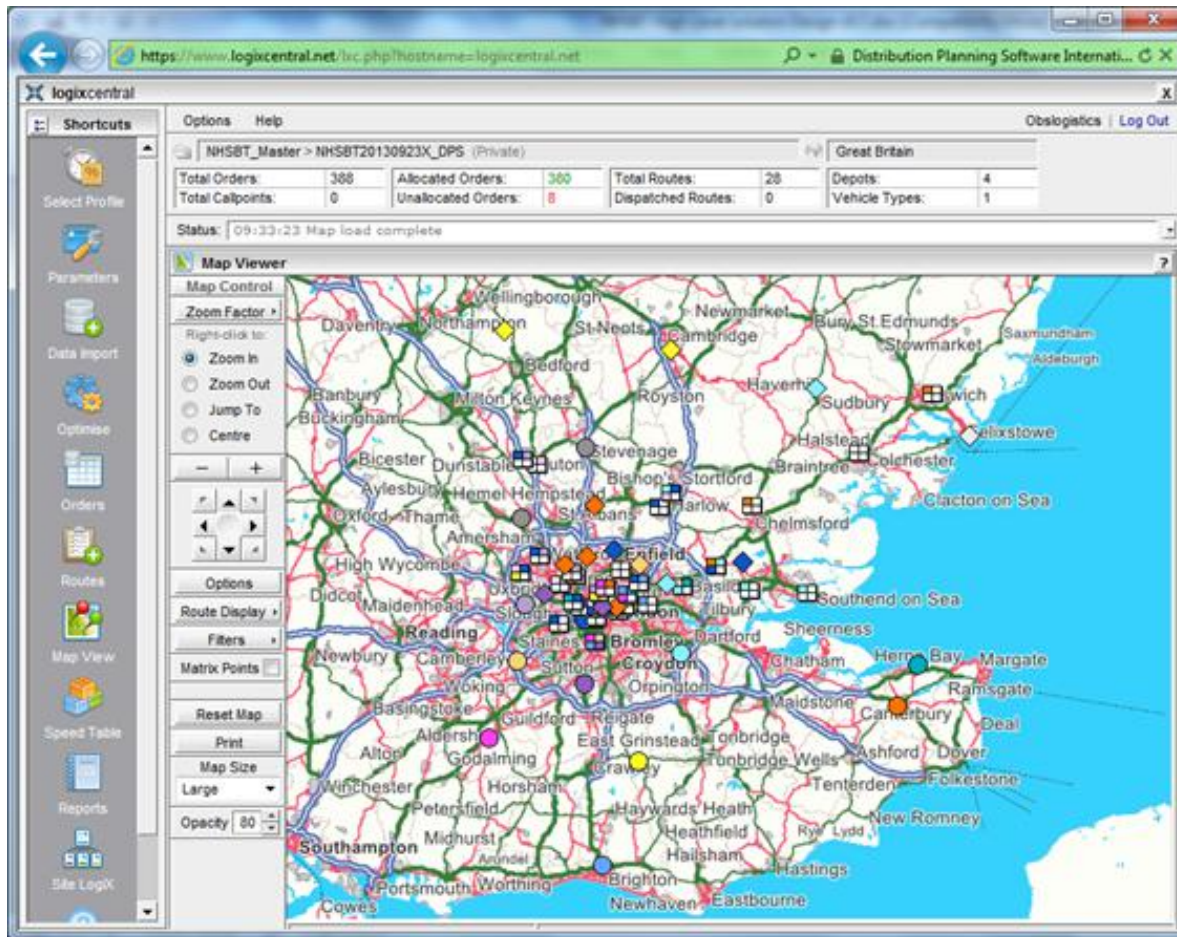 https://www.logixcentral.net/lxc.php?hostname=logixcentral.net
Distribution Planning Software Internati...
logixcentral
X
Shortcuts
Options Help
Obslogistics | Log Out
NHSBT_Master > NHSBT20130923X_DPS (Private)
Great Britain
Total Orders: 388 Allocated Orders: 380 Total Routes: 28 Depots: 4
Total Callpoints: 0 Unallocated Orders: 8 Dispatched Routes: 0 Vehicle Types: 1
Status: 09:33:23 Map load complete
Map Viewer
?
Select Profile
Parameters
Data Import
Optimise
Orders
Routes
Map View
Speed Table
Reports
Site LogiX
Map Control
Zoom Factor
Right-click to:
Zoom In
Zoom Out
Jump To
Centre
− +
Options
Route Display
Filters
Matrix Points
Reset Map
Print
Map Size
Large
Opacity 80
Wellingborough
Daventry Northampton St Neots Newmarket Bury St.Edmunds
Cambridge Stowmarket Saxmundham
Aldeburgh
Bedford
Banbury Milton Keynes Royston Haverhill Sudbury
Buckingham
Halstead Felixstowe
Bicester Dunstable Stevenage Braintree Colchester
Bishop's Stortford
Aylesbury Hemel Hempstead Harlow Clacton on Sea
Oxford Thame St Albans Chelmsford
Amersham
High Wycombe Enfield
Didcot Maidenhead Slough Tilbury Southend on Sea
Reading Staines Bromley Dartford Sheerness
Newbury Camberley Sutton Croydon Chatham Herne Bay Margate
Woking Orpington Ramsgate
Basingstoke Maidstone Canterbury
Guildford Reigate Deal
Alton Godalming East Grinstead Tonbridge Ashford Dover
Crawley Tonbridge Wells Folkestone
Winchester Horsham Tenterden
Petersfield Haywards Heath New Romney
Midhurst Heathfield Rye Lydd
Southampton Arundel Hailsham Hastings
Portsmouth Worthing Brighton
Cowes Newhaven Eastbourne